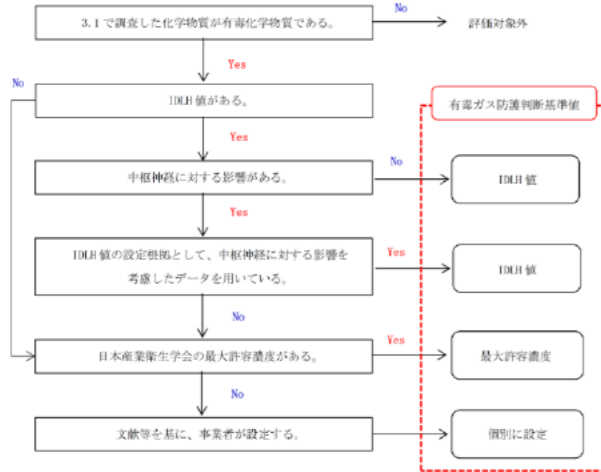 No
3.1で調査した化学物質が有毒化学物質である。
評価対象外
Yes
No
IDLH値がある。
有毒ガス防護判断基準値
Yes
中枢神経に対する影響がある。
No
IDLH値
Yes
IDLH値の設定根拠として、中枢神経に対する影響を
考慮したデータを用いている。
Yes
IDLH値
No
日本産業衛生学会の最大許容濃度がある。
Yes
最大許容濃度
No
文献等を基に、事業者が設定する。
個別に設定